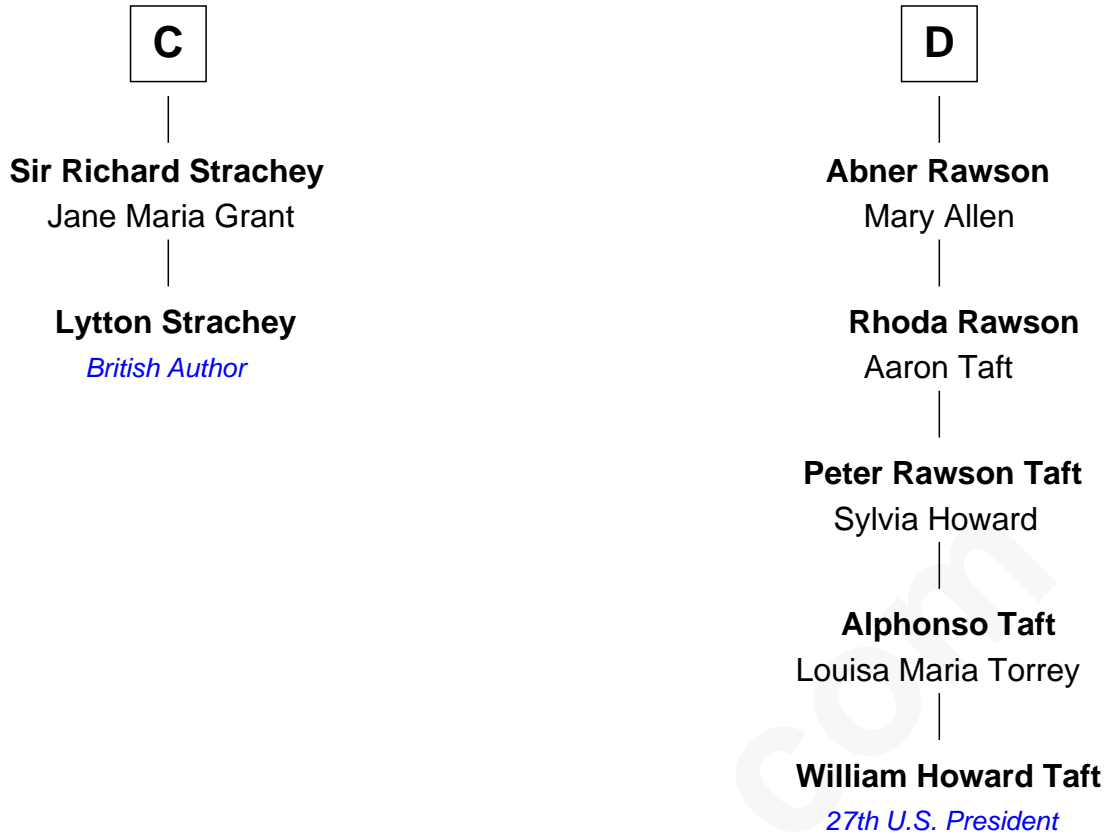 C
Sir Richard Strachey
Jane Maria Grant
Lytton Strachey
British Author
D
Abner Rawson
Mary Allen
Rhoda Rawson
Aaron Taft
Peter Rawson Taft
Sylvia Howard
Alphonso Taft
Louisa Maria Torrey
William Howard Taft
27th U.S. President
com